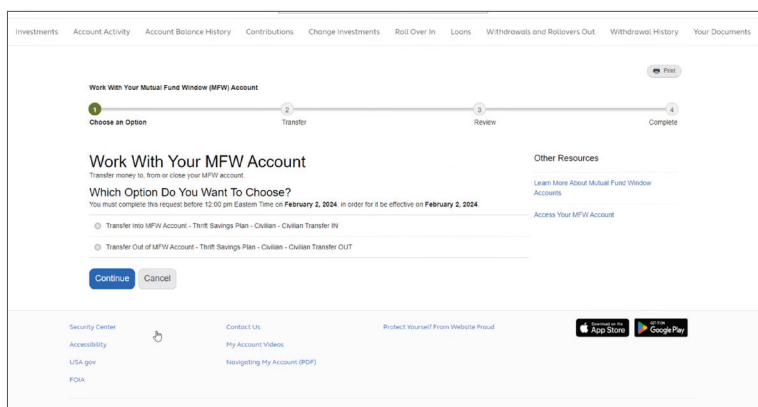 Investments Account Activity Account Balance History Contributions Change Investments Roll Over In Loans Withdrawals and Rollovers Out Withdrawal History Your Documents
Print
Work With Your Mutual Fund Window (MFW) Account
1 2 3 4
Choose an Option Transfer Review Complete
Work With Your MFW Account
Transfer money to, from or close your MFW account.
Which Option Do You Want To Choose?
You must complete this request before 12:00 pm Eastern Time on February 2, 2024, in order for it be effective on February 2, 2024.
Transfer Into MFW Account - Thrift Savings Plan - Civilian - Civilian Transfer IN
Transfer Out of MFW Account - Thrift Savings Plan - Civilian - Civilian Transfer OUT
Continue Cancel
Other Resources
Learn More About Mutual Fund Window
Accounts
Access Your MFW Account
Security Center Contact Us Protect Yourself From Website Fraud
Accessibility My Account Videos
USA.gov Navigating My Account (PDF)
FOIA
Download on the
App Store
GET IT ON
Google Play